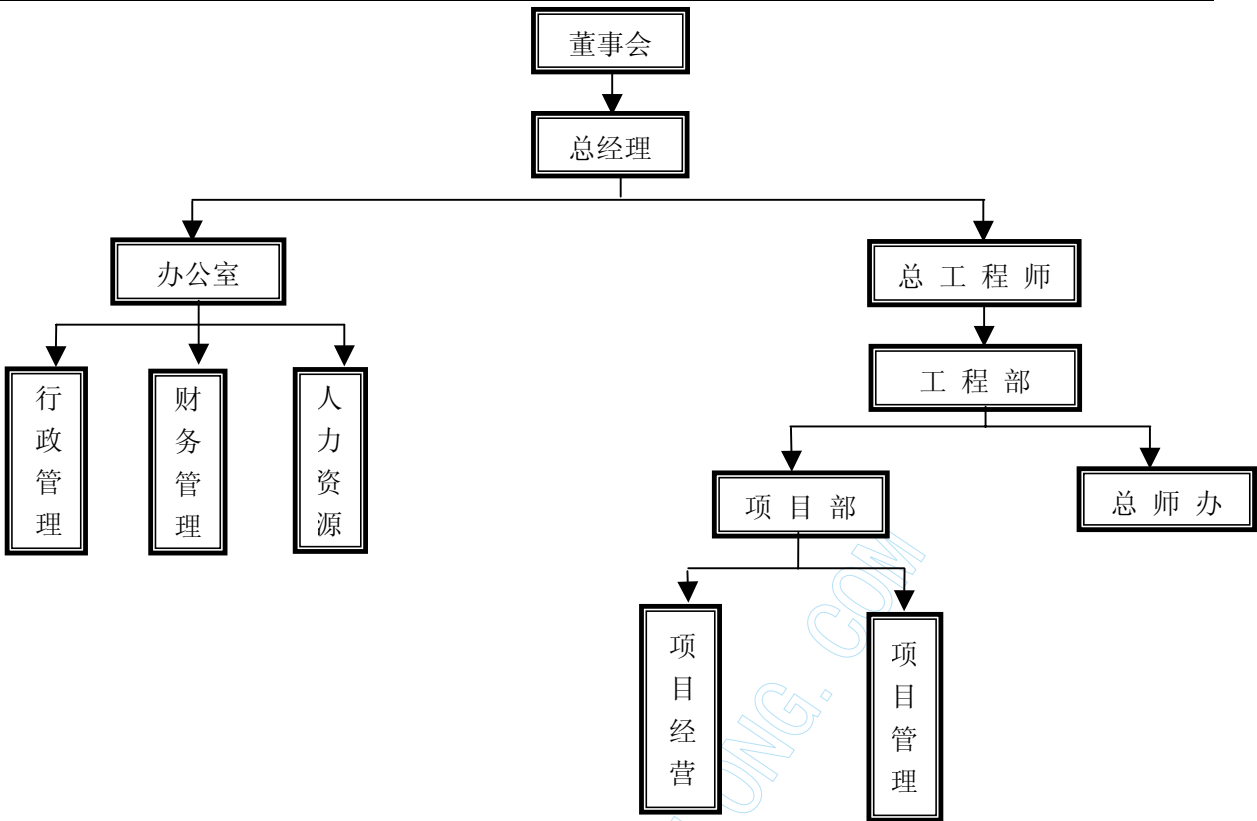 董事会
总经理
办公室
总 工 程 师
工 程 部
行政管理
财务管理
人力资源
项 目 部
总 师 办
项目经营
项目管理
ONG. COM